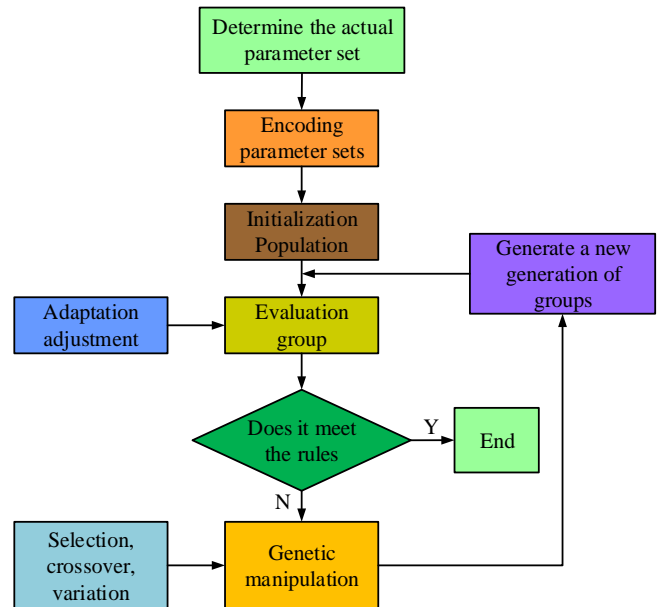 Determine the actual
parameter set
Encoding
parameter sets
Initialization
Population
Generate a new
generation of
groups
Adaptation
adjustment
Evaluation
group
Does it meet
the rules
Y
End
N
Selection,
crossover,
variation
Genetic
manipulation